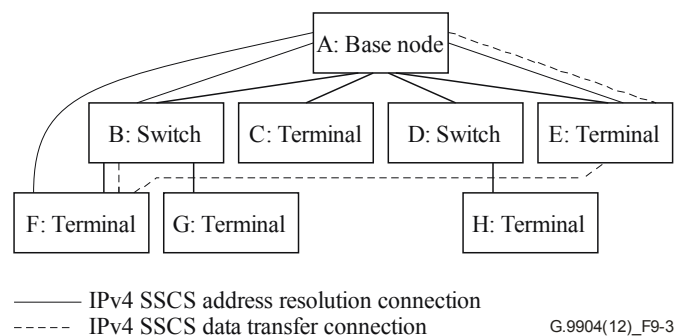 A: Base node
B: Switch
C: Terminal
D: Switch
E: Terminal
F: Terminal
G: Terminal
H: Terminal
IPv4 SSCS address resolution connection
IPv4 SSCS data transfer connection
G.9904(12)_F9-3